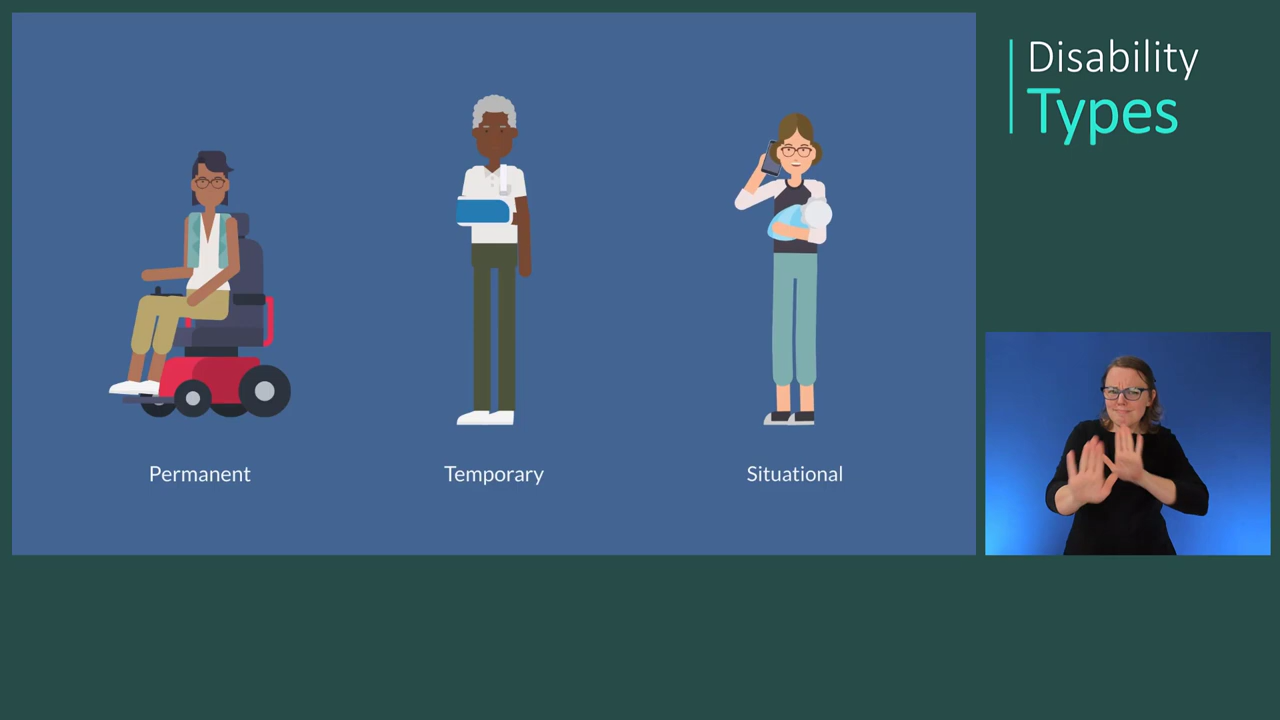 Disability
Types
Permanent
Temporary
Situational